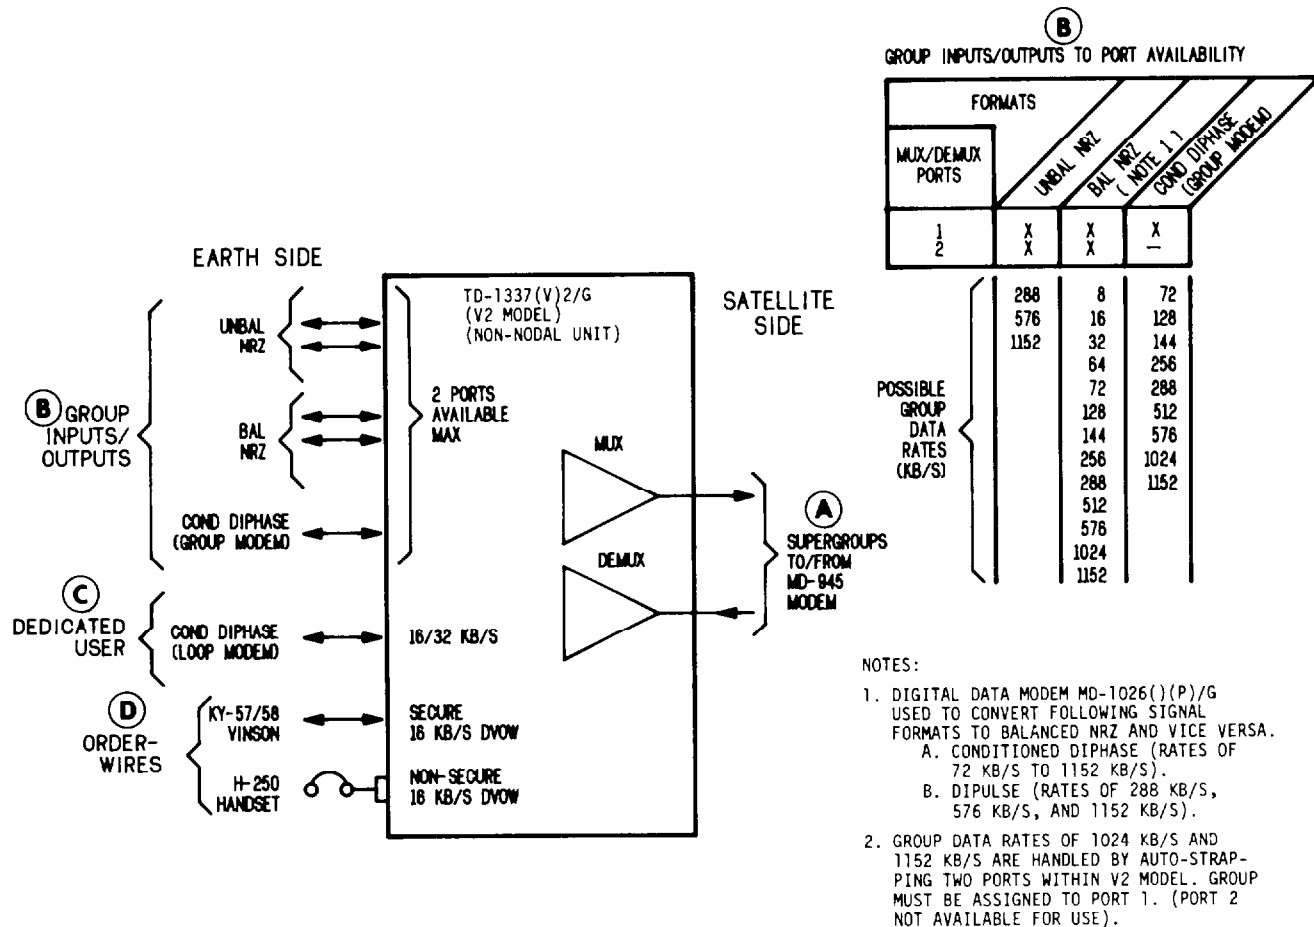 B
GROUP INPUTS/OUTPUTS TO PORT AVAILABILITY
FORMATS
MUX/DEMUX
PORTS
UNBAL NRZ
BAL NRZ
( NOTE 1 )
COND DIPHASE
(GROUP MODEM)
1 X X X
2 X X —
288 8 72
576 16 128
1152 32 144
64 256
72 288
128 512
144 576
256 1024
288 1152
512
576
1024
1152
POSSIBLE
GROUP
DATA
RATES
(KB/S)
EARTH SIDE
SATELLITE
SIDE
TD-1337(V)2/G
(V2 MODEL)
(NON-NODAL UNIT)
UNBAL
NRZ
B GROUP
INPUTS/
OUTPUTS
BAL
NRZ
2 PORTS
AVAILABLE
MAX
COND DIPHASE
(GROUP MODEM)
MUX
DEMUX
A
SUPERGROUPS
TO/FROM
MD-945
MODEM
C
DEDICATED
USER
COND DIPHASE
(LOOP MODEM)
16/32 KB/S
D
ORDER-
WIRES
KY-57/58
VINSON
SECURE
16 KB/S DVOW
H-250
HANDSET
NON-SECURE
16 KB/S DVOW
NOTES:
1. DIGITAL DATA MODEM MD-1026()(P)/G
USED TO CONVERT FOLLOWING SIGNAL
FORMATS TO BALANCED NRZ AND VICE VERSA.
A. CONDITIONED DIPHASE (RATES OF
72 KB/S TO 1152 KB/S).
B. DIPULSE (RATES OF 288 KB/S,
576 KB/S, AND 1152 KB/S).
2. GROUP DATA RATES OF 1024 KB/S AND
1152 KB/S ARE HANDLED BY AUTO-STRAP-
PING TWO PORTS WITHIN V2 MODEL. GROUP
MUST BE ASSIGNED TO PORT 1. (PORT 2
NOT AVAILABLE FOR USE).